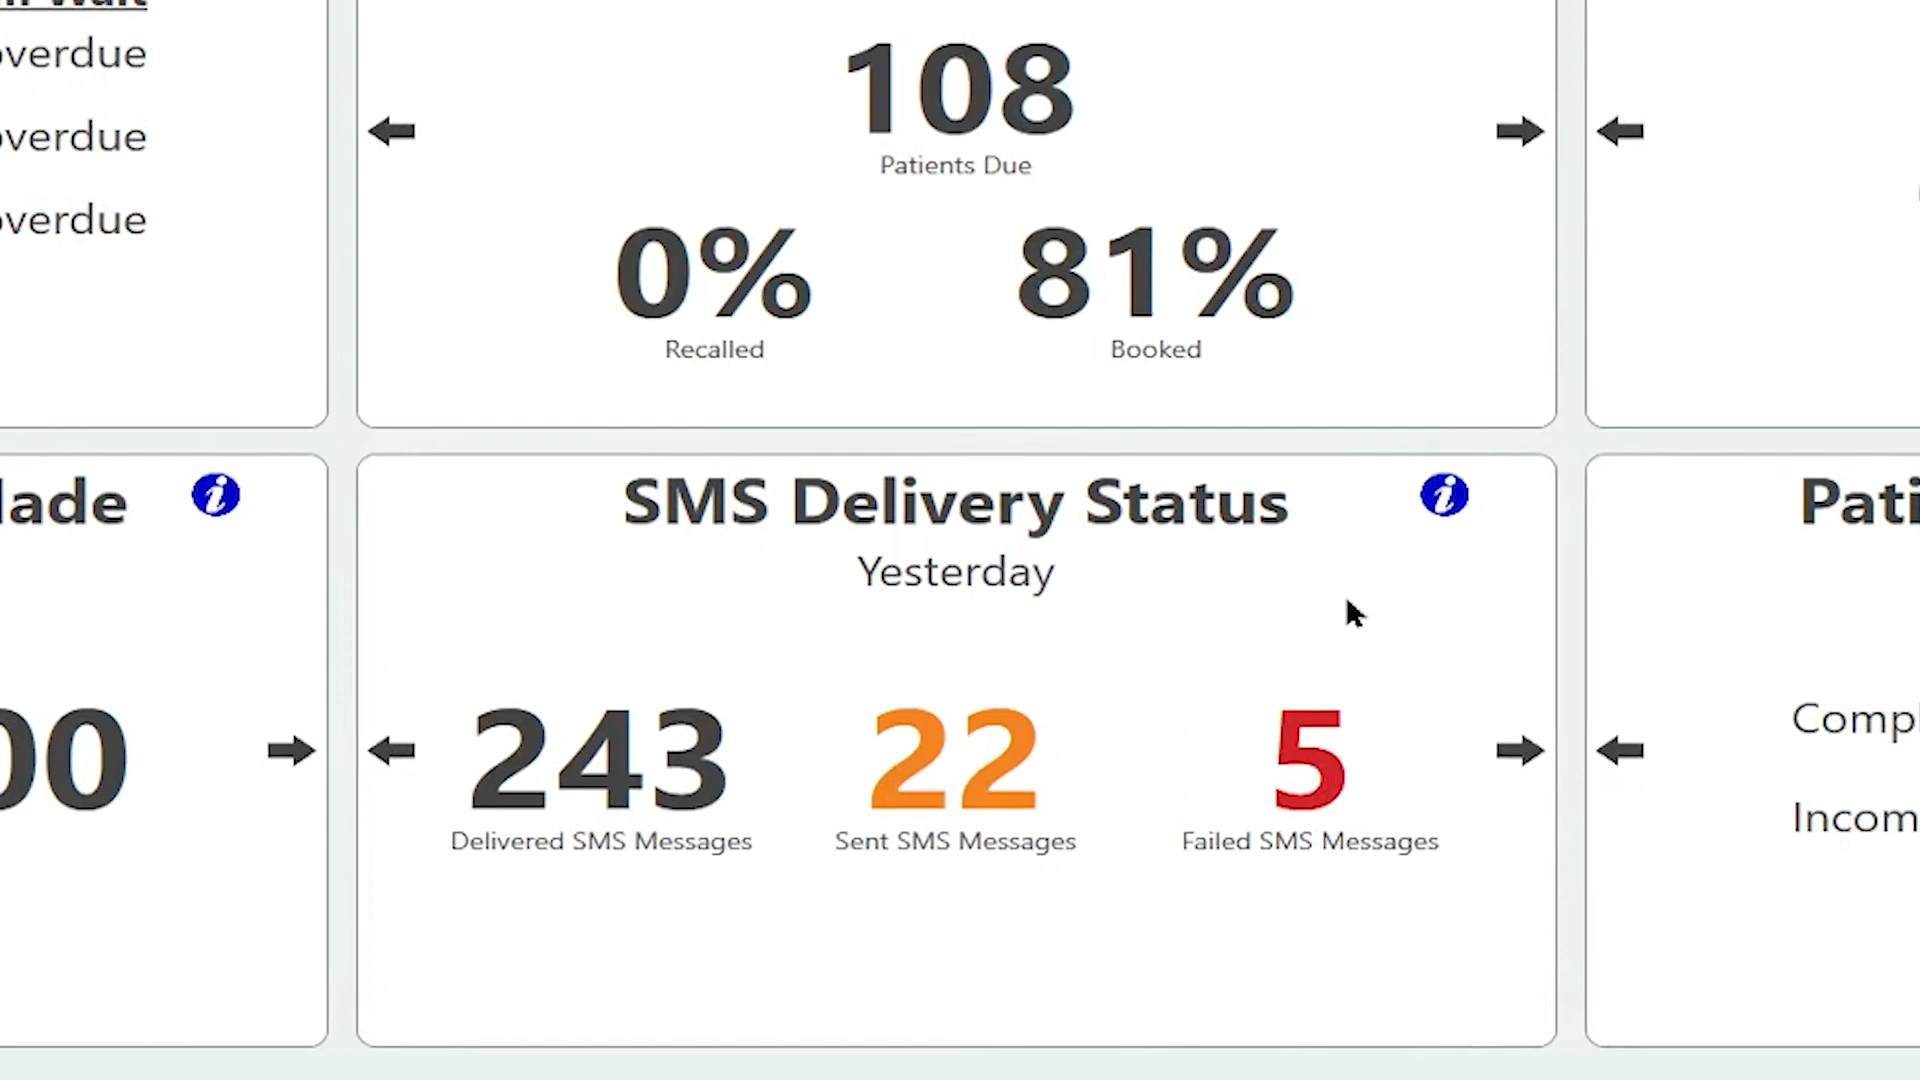 overdue
overdue
overdue
108
Patients Due
0%
81%
Recalled
Booked
SMS Delivery Status
Yesterday
243
22
5
Delivered SMS Messages
Sent SMS Messages
Failed SMS Messages